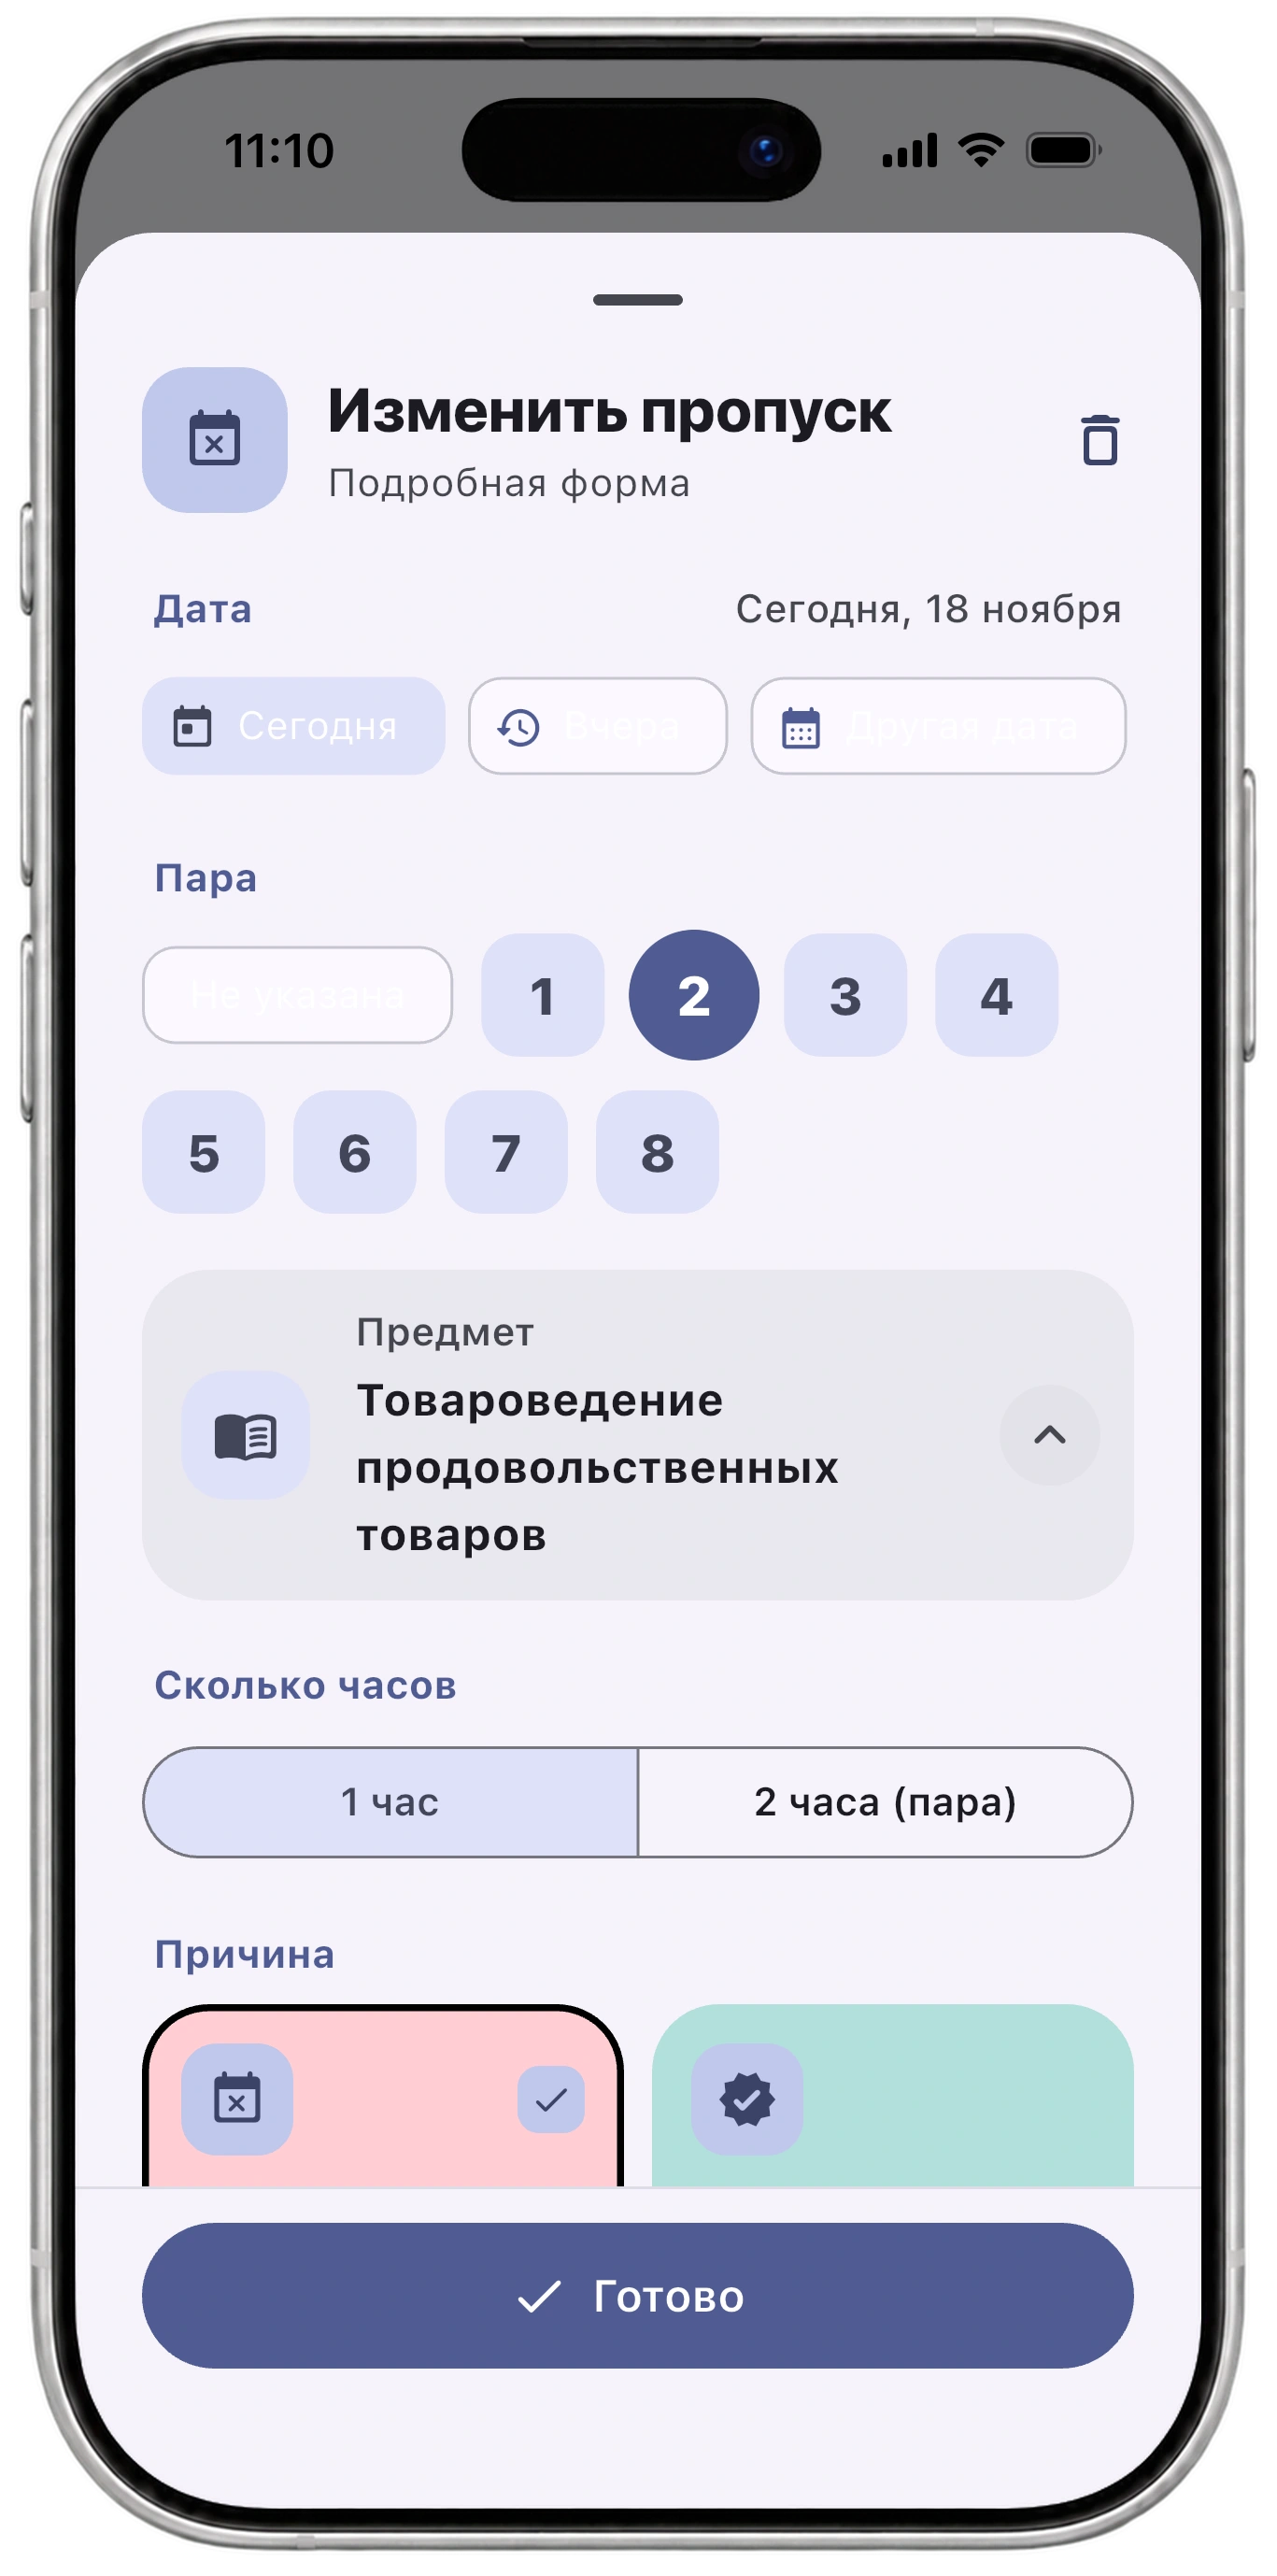 11:10
Изменить пропуск
Подробная форма
Дата
Сегодня, 18 ноября
Сегодня
Вчера
Другая дата
Пара
Не указана
1
2
3
4
5
6
7
8
Предмет
Товароведение
продовольственных
товаров
Сколько часов
1 час
2 часа (пара)
Причина
Готово